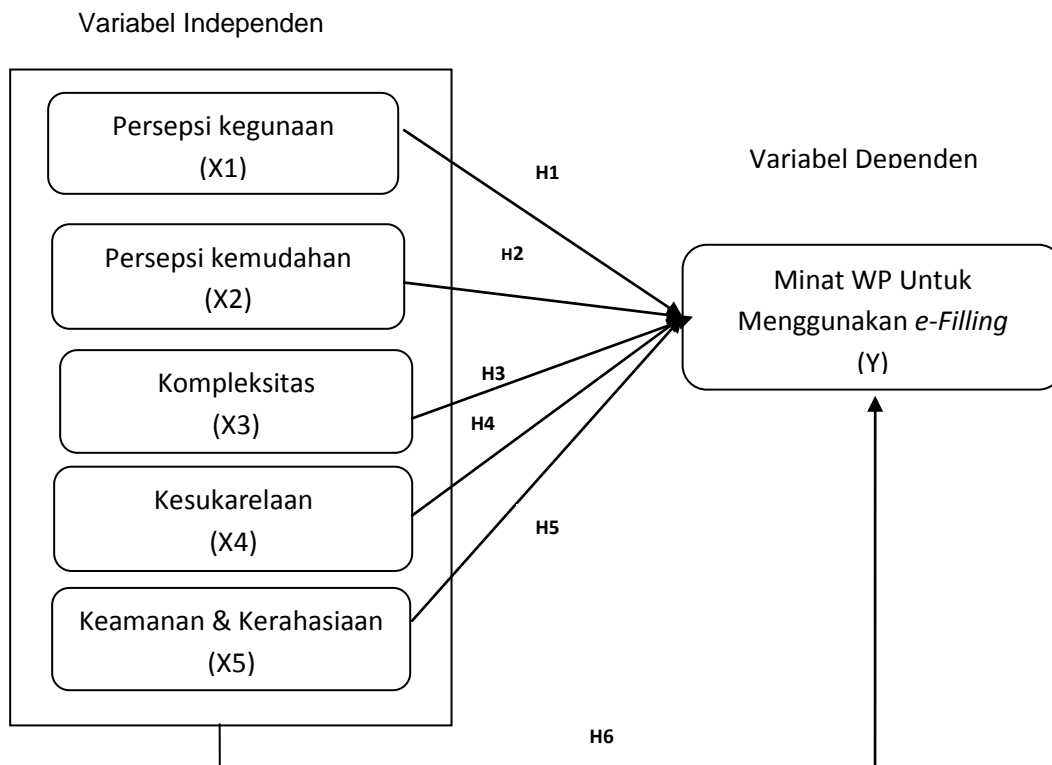 Variabel Independen
Persepsi kegunaan
(X1)
Persepsi kemudahan
(X2)
Kompleksitas
(X3)
Kesukarelaan
(X4)
Keamanan & Kerahasiaan
(X5)
H1
H2
H3
H4
H5
H6
Variabel Dependen
Minat WP Untuk
Menggunakan e-Filling
(Y)